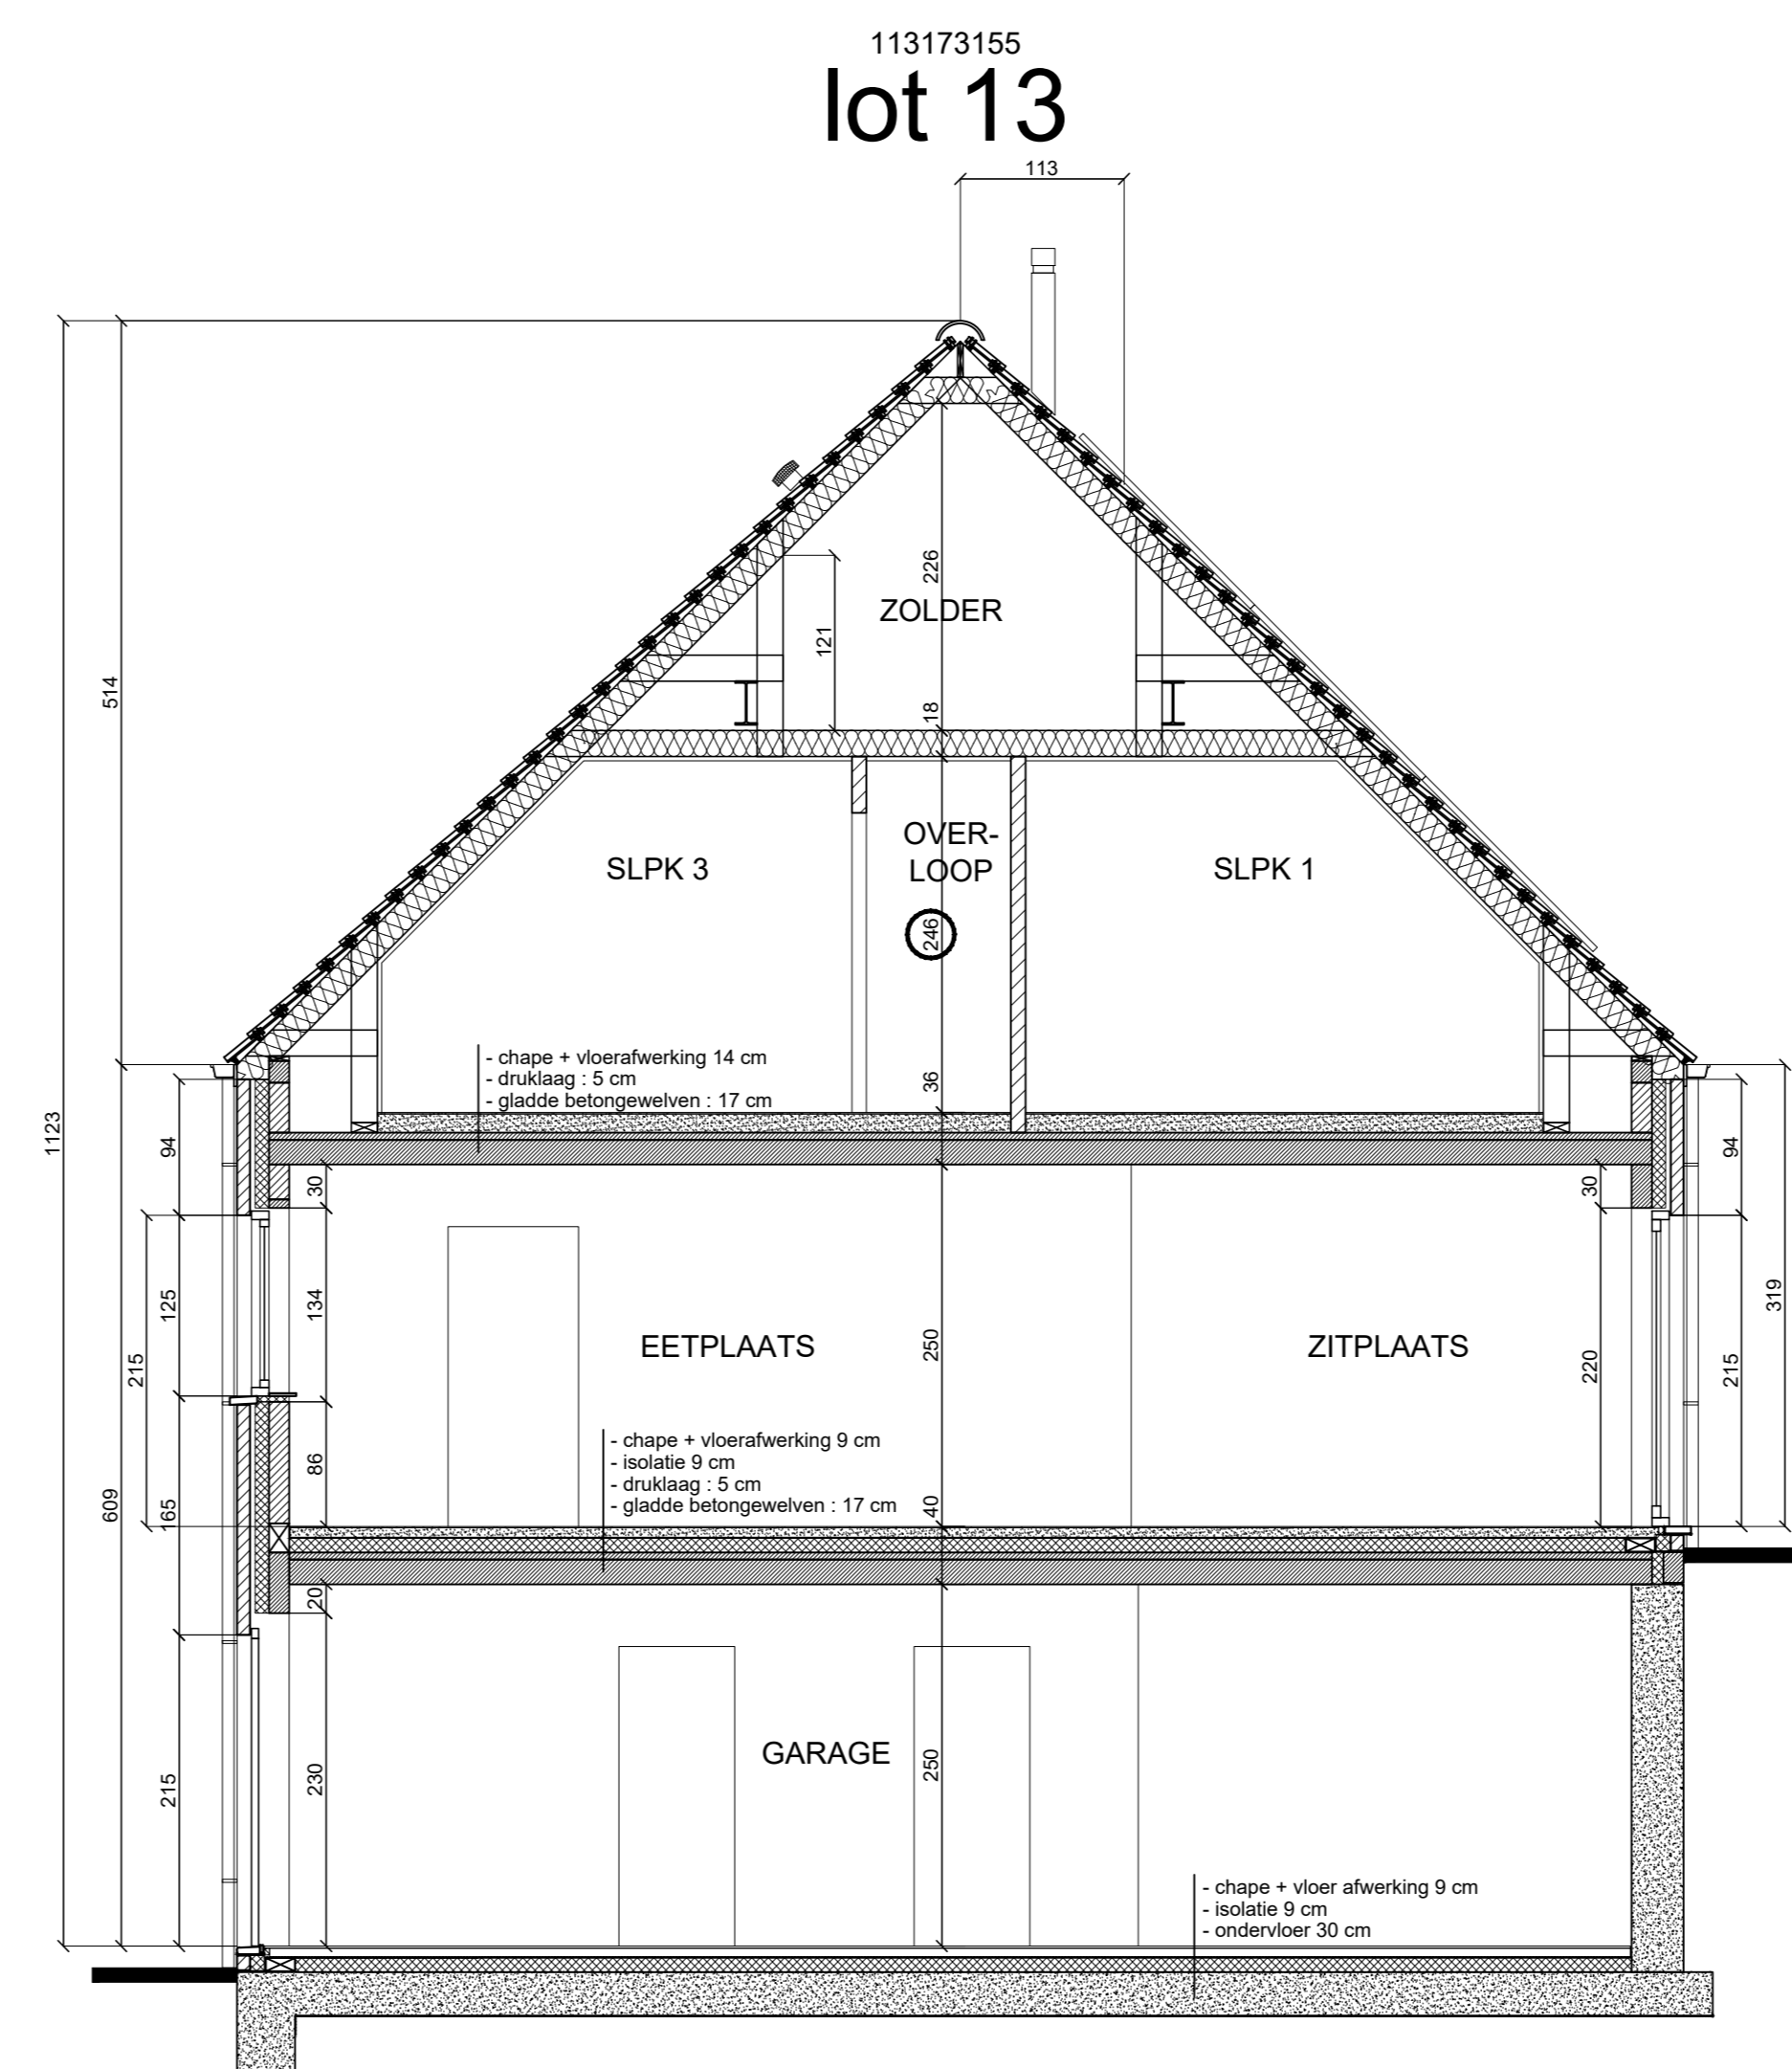 113173155
lot 13
113
226
ZOLDER
121
514
18
OVER-
LOOP
SLPK 3
SLPK 1
246
- chape + vloerafwerking 14 cm
- druklaag : 5 cm
- gladde betongewelven : 17 cm
36
1123
94
94
30
30
125
134
319
215
EETPLAATS
250
ZITPLAATS
220
215
- chape + vloerafwerking 9 cm
- isolatie 9 cm
- druklaag : 5 cm
- gladde betongewelven : 17 cm
86
609
165
40
20
GARAGE
215
230
250
- chape + vloer afwerking 9 cm
- isolatie 9 cm
- ondervloer 30 cm